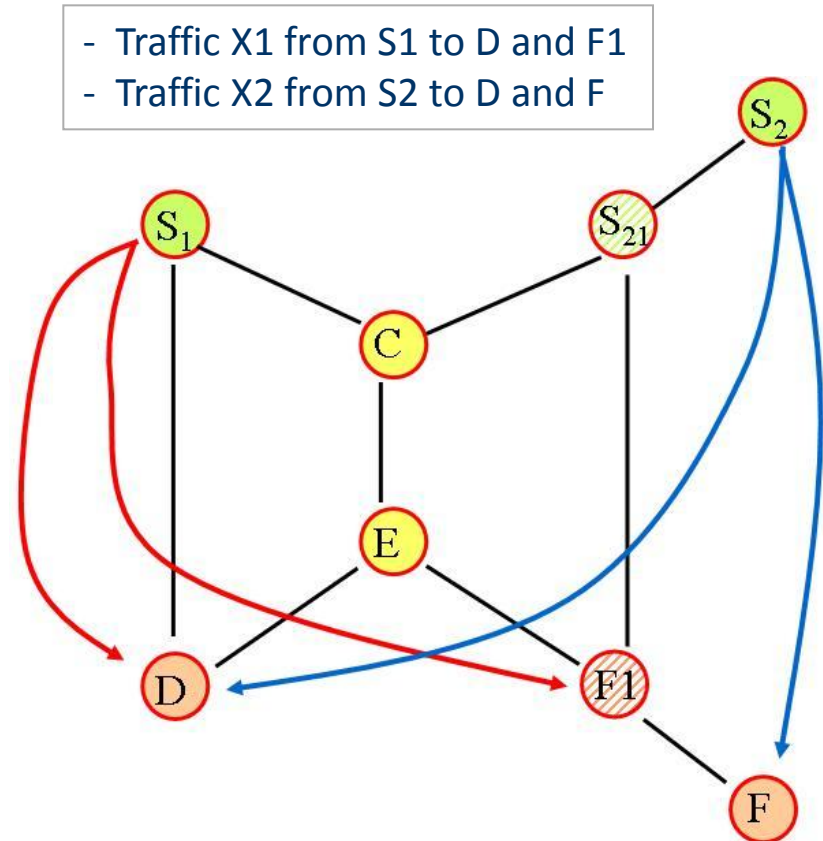 - Traffic X1 from S1 to D and F1
- Traffic X2 from S2 to D and F
S2
S1
S21
C
E
D
F1
F